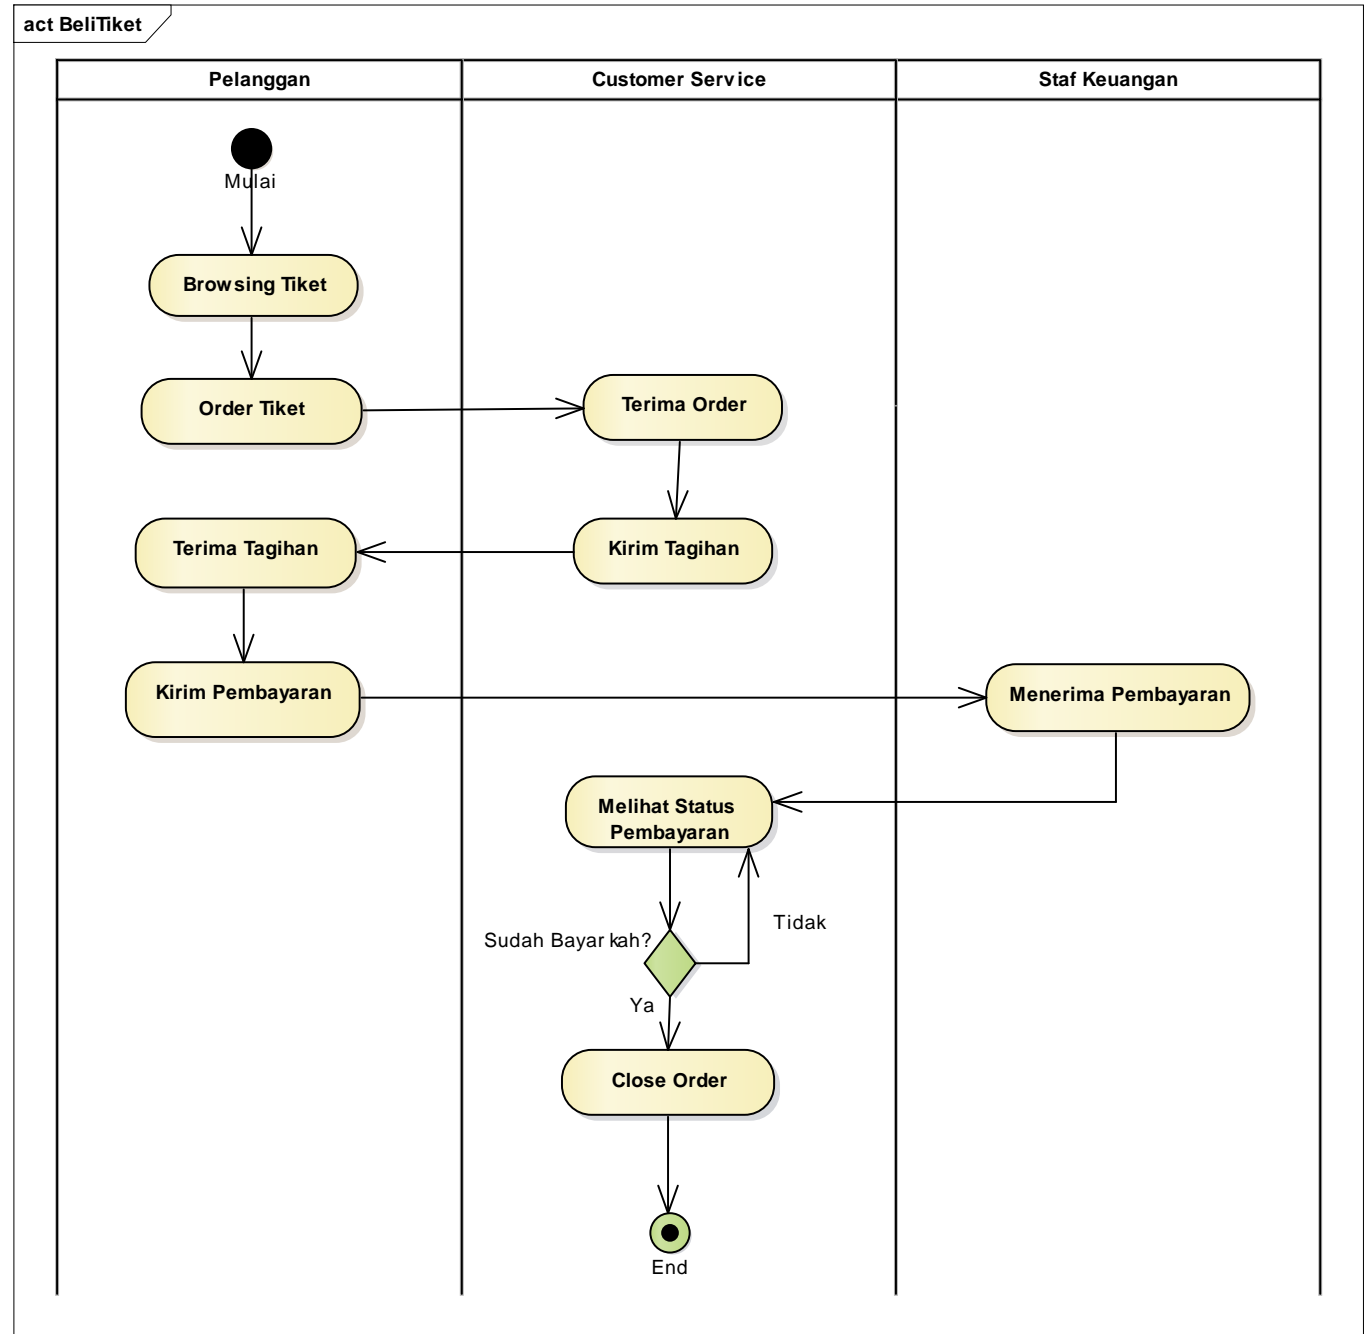 act BeliTiket
Pelanggan
Customer Service
Staf Keuangan
Mulai
Browsing Tiket
Order Tiket
Terima Order
Terima Tagihan
Kirim Tagihan
Kirim Pembayaran
Menerima Pembayaran
Melihat Status
Pembayaran
Tidak
Sudah Bayar kah?
Ya
Close Order
End